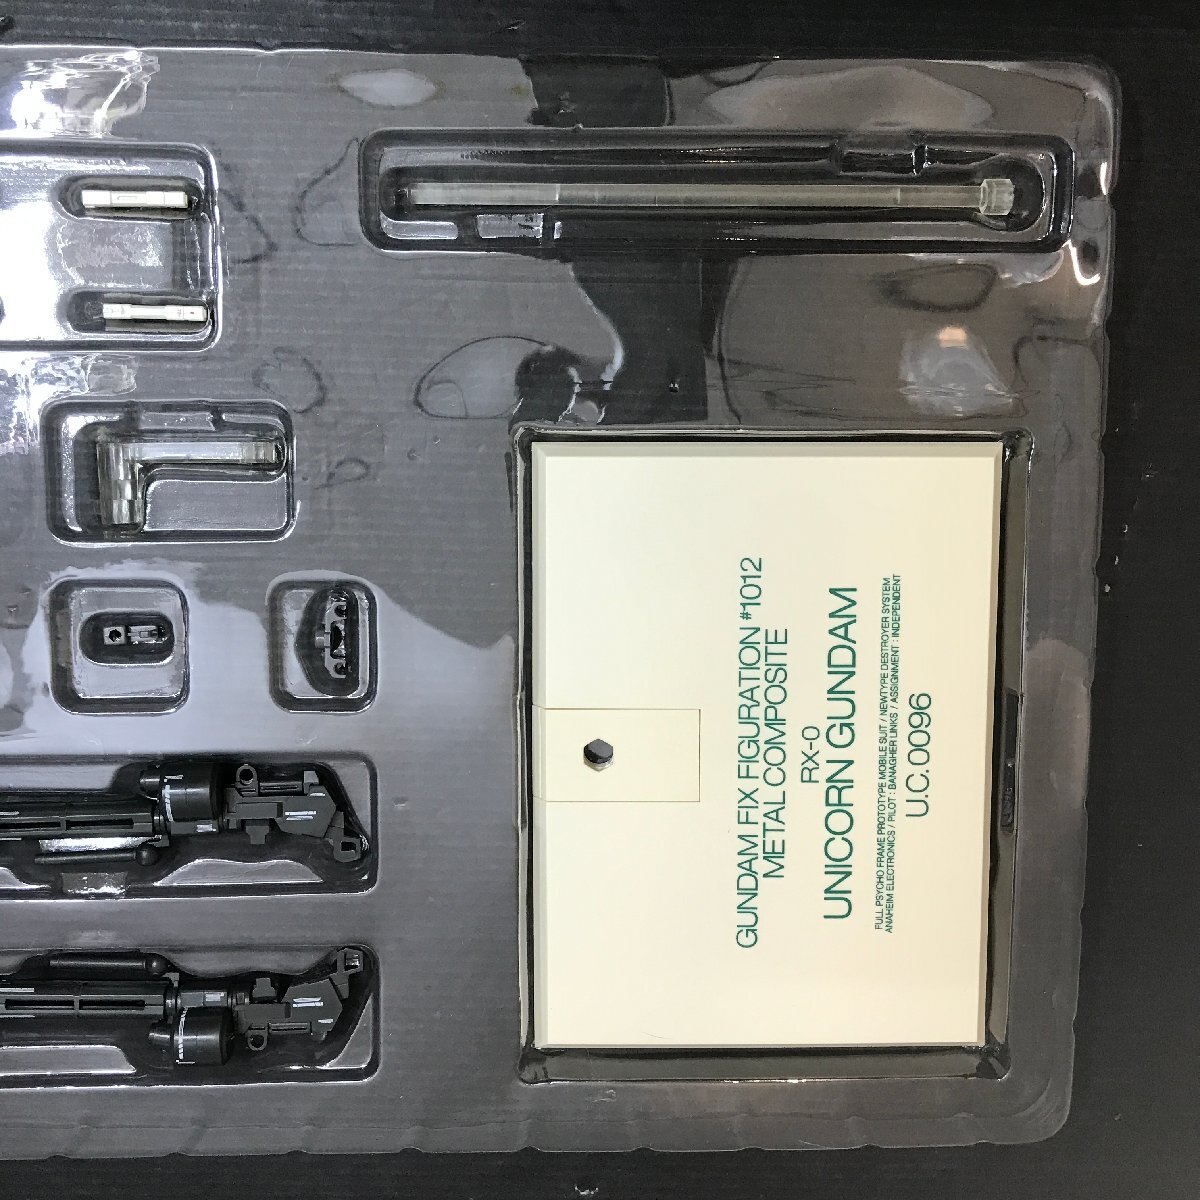 GUNDAM FIX FIGURATION #1012
METAL COMPOSITE
RX-0
UNICORN GUNDAM
FULL PSYCHO FRAME PROTOTYPE MOBILE SUIT / NEWTYPE DESTROYER SYSTEM
ANAHEIM ELECTRONICS / PILOT : BANAGHER LINKS / ASSIGNMENT : INDEPENDENT
U.C.0096